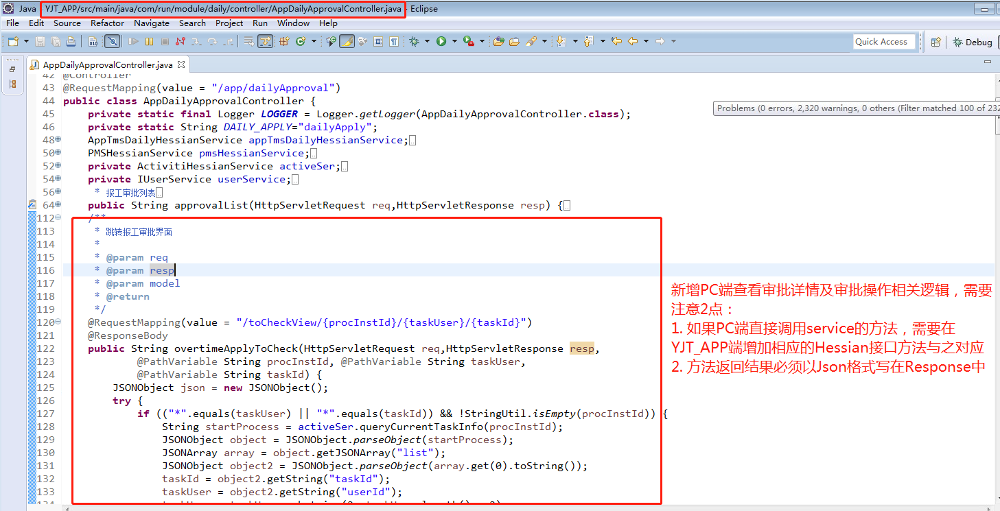 Java YJT_APP/src/main/java/com/run/module/daily/controller/AppDailyApprovalController.java - Eclipse
File Edit Source Refactor Navigate Search Project Run Window Help
Quick Access Debug
AppDailyApprovalController.java
42 @Controller
43 @RequestMapping(value = "/app/dailyApproval")
44 public class AppDailyApprovalController {
45 private static final Logger LOGGER = Logger.getLogger(AppDailyApprovalController.class);
Problems (0 errors, 2,320 warnings, 0 others (Filter matched 100 of 232
46 private static String DAILY_APPLY="dailyApply";
48 AppTmsDailyHessianService appTmsDailyHessianService;
50 PMSHessianService pmsHessianService;
52 private ActivitiHessianService activeSer;
54 private IUserService userService;
56 * 报工审批列表
64 public String approvalList(HttpServletRequest req,HttpServletResponse resp) {
112 /**
113 * 跳转报工审批界面
114 *
115 * @param req
116 * @param resp
117 * @param model
118 * @return
119 */
120 @RequestMapping(value = "/toCheckView/{procInstId}/{taskUser}/{taskId}")
121 @ResponseBody
122 public String overtimeApplyToCheck(HttpServletRequest req,HttpServletResponse resp,
123 @PathVariable String procInstId, @PathVariable String taskUser,
124 @PathVariable String taskId) {
125 JSONObject json = new JSONObject();
126 try {
127 if (("*".equals(taskUser) || "*".equals(taskId)) && !StringUtil.isEmpty(procInstId)) {
128 String startProcess = activeSer.queryCurrentTaskInfo(procInstId);
129 JSONObject object = JSONObject.parseObject(startProcess);
130 JSONArray array = object.getJSONArray("list");
131 JSONObject object2 = JSONObject.parseObject(array.get(0).toString());
132 taskId = object2.getString("taskId");
133 taskUser = object2.getString("userId");
新增PC端查看审批详情及审批操作相关逻辑，需要
注意2点：
1. 如果PC端直接调用service的方法，需要在
YJT_APP端增加相应的Hessian接口方法与之对应
2. 方法返回结果必须以Json格式写在Response中